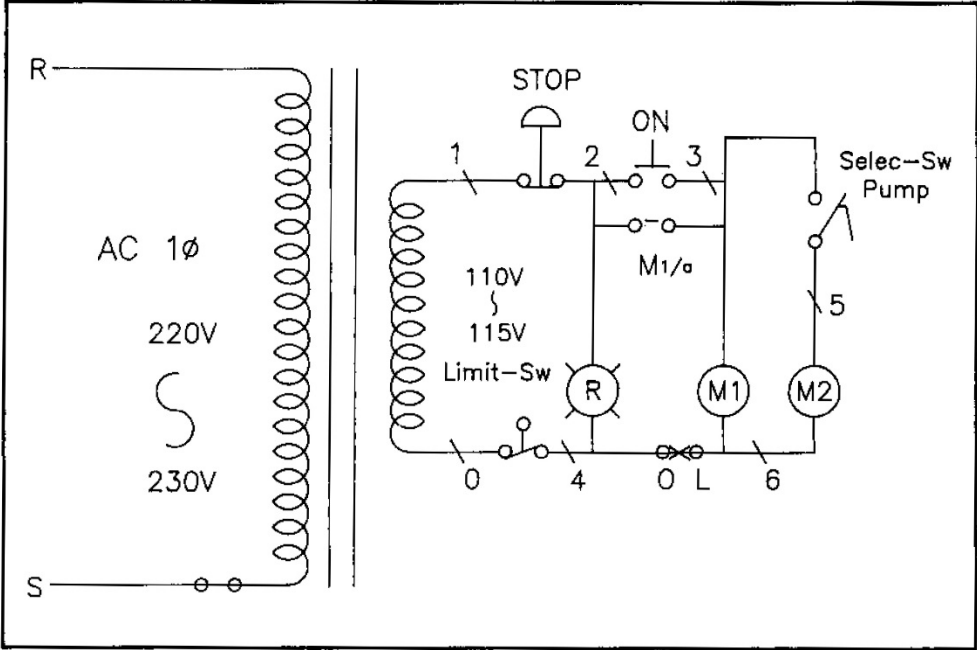 R
STOP
ON
1
2
3
Selec-Sw
Pump
AC 1ø
M1/a
110V
115V
220V
5
Limit-Sw
R
M1
M2
0
4
O L
6
230V
S